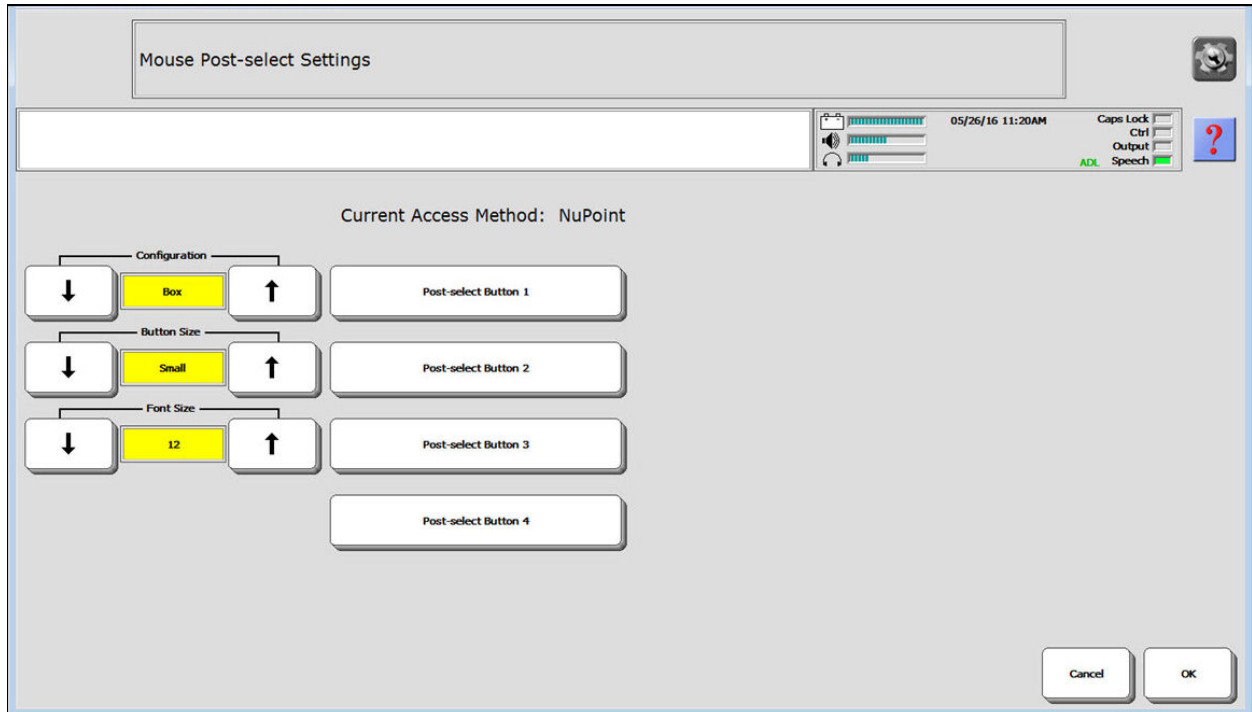 Mouse Post-select Settings
05/26/16 11:20AM
Caps Lock
Ctrl
Output
ADL Speech
?
Current Access Method: NuPoint
Configuration
↓ Box ↑
Post-select Button 1
Button Size
↓ Small ↑
Post-select Button 2
Font Size
↓ 12 ↑
Post-select Button 3
Post-select Button 4
Cancel
OK